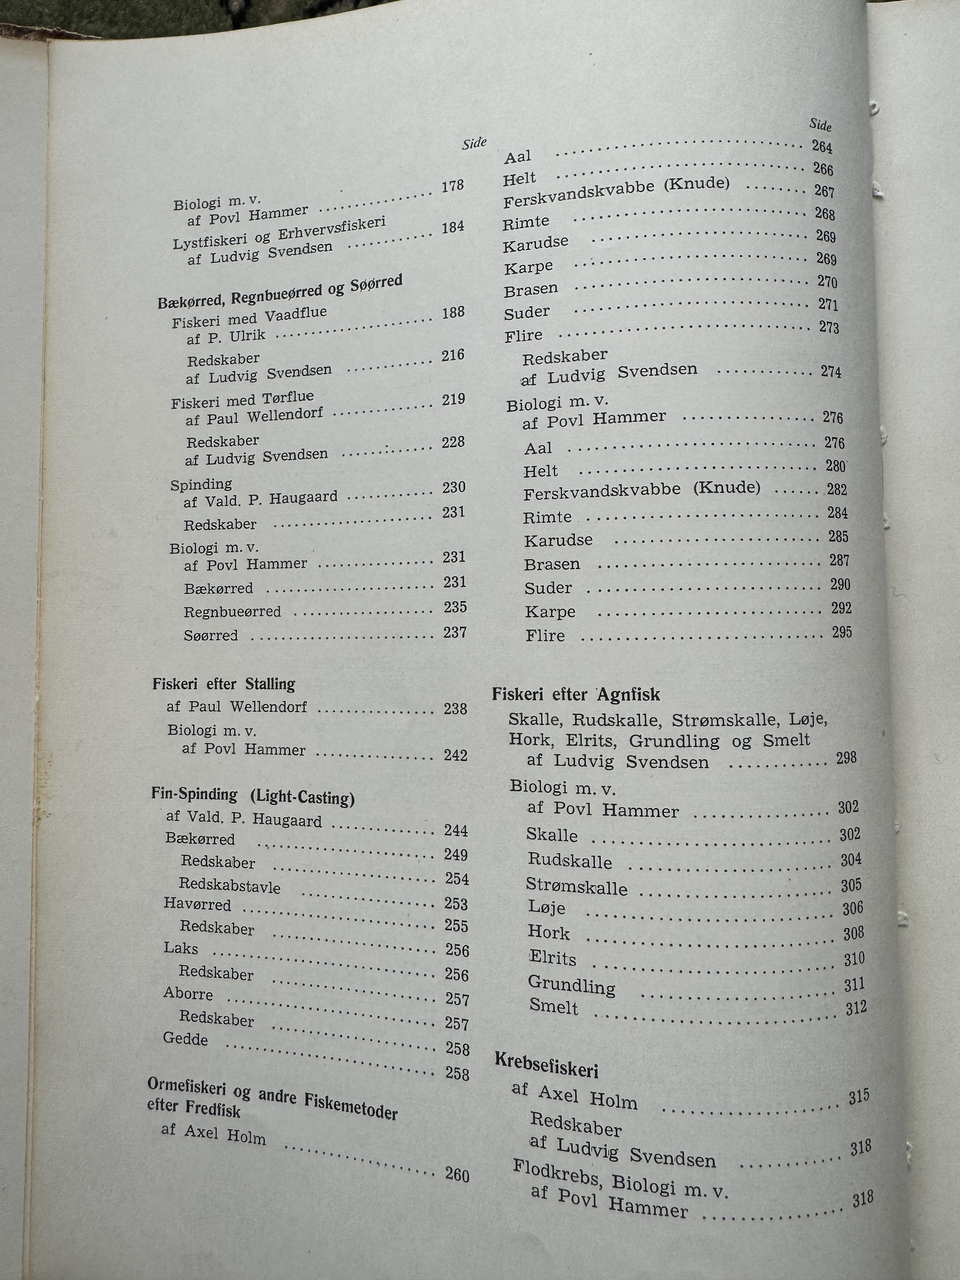 Side
Biologi m. v.
af Povl Hammer ................ 178
Lystfiskeri og Erhvervsfiskeri
af Ludvig Svendsen ............ 184
Bækørred, Regnbueørred og Søørred
Fiskeri med Vaadflue
af P. Ulrik ...................... 188
Redskaber
af Ludvig Svendsen ............ 216
Fiskeri med Tørflue
af Paul Wellendorf .............. 219
Redskaber
af Ludvig Svendsen ............ 228
Spinding
af Vald. P. Haugaard ............ 230
Redskaber ...................... 231
Biologi m. v.
af Povl Hammer ................ 231
Bækørred ...................... 231
Regnbueørred .................. 235
Søørred ........................ 237
Fiskeri efter Stalling
af Paul Wellendorf ................ 238
Biologi m. v.
af Povl Hammer ................ 242
Fin-Spinding (Light-Casting)
af Vald. P. Haugaard .............. 244
Bækørred ........................ 249
Redskaber ...................... 254
Redskabstavle .................. 253
Havørred .......................... 255
Redskaber ...................... 256
Laks .............................. 256
Redskaber ...................... 257
Aborre ............................ 257
Redskaber ...................... 258
Gedde ............................ 258
Ormefiskeri og andre Fiskemetoder
efter Fredfisk
af Axel Holm .................... 260
Side
Aal .............................. 264
Helt .............................. 266
Ferskvandskvabbe (Knude) ........ 267
Rimte ............................ 268
Karudse .......................... 269
Karpe ............................ 269
Brasen ............................ 270
Suder ............................ 271
Flire .............................. 273
Redskaber
af Ludvig Svendsen ............ 274
Biologi m. v.
af Povl Hammer ................ 276
Aal ............................ 276
Helt ............................ 280
Ferskvandskvabbe (Knude) ...... 282
Rimte .......................... 284
Karudse ........................ 285
Brasen .......................... 287
Suder .......................... 290
Karpe .......................... 292
Flire ............................ 295
Fiskeri efter Agnfisk
Skalle, Rudskalle, Strømskalle, Løje,
Hork, Elrits, Grundling og Smelt
af Ludvig Svendsen ............ 298
Biologi m. v.
af Povl Hammer ................ 302
Skalle .......................... 302
Rudskalle ...................... 304
Strømskalle .................... 305
Løje ............................ 306
Hork ............................ 308
Elrits ............................ 310
Grundling ...................... 311
Smelt ............................ 312
Krebsefiskeri
af Axel Holm .................... 315
Redskaber
af Ludvig Svendsen ............ 318
Flodkrebs, Biologi m. v.
af Povl Hammer ................ 318